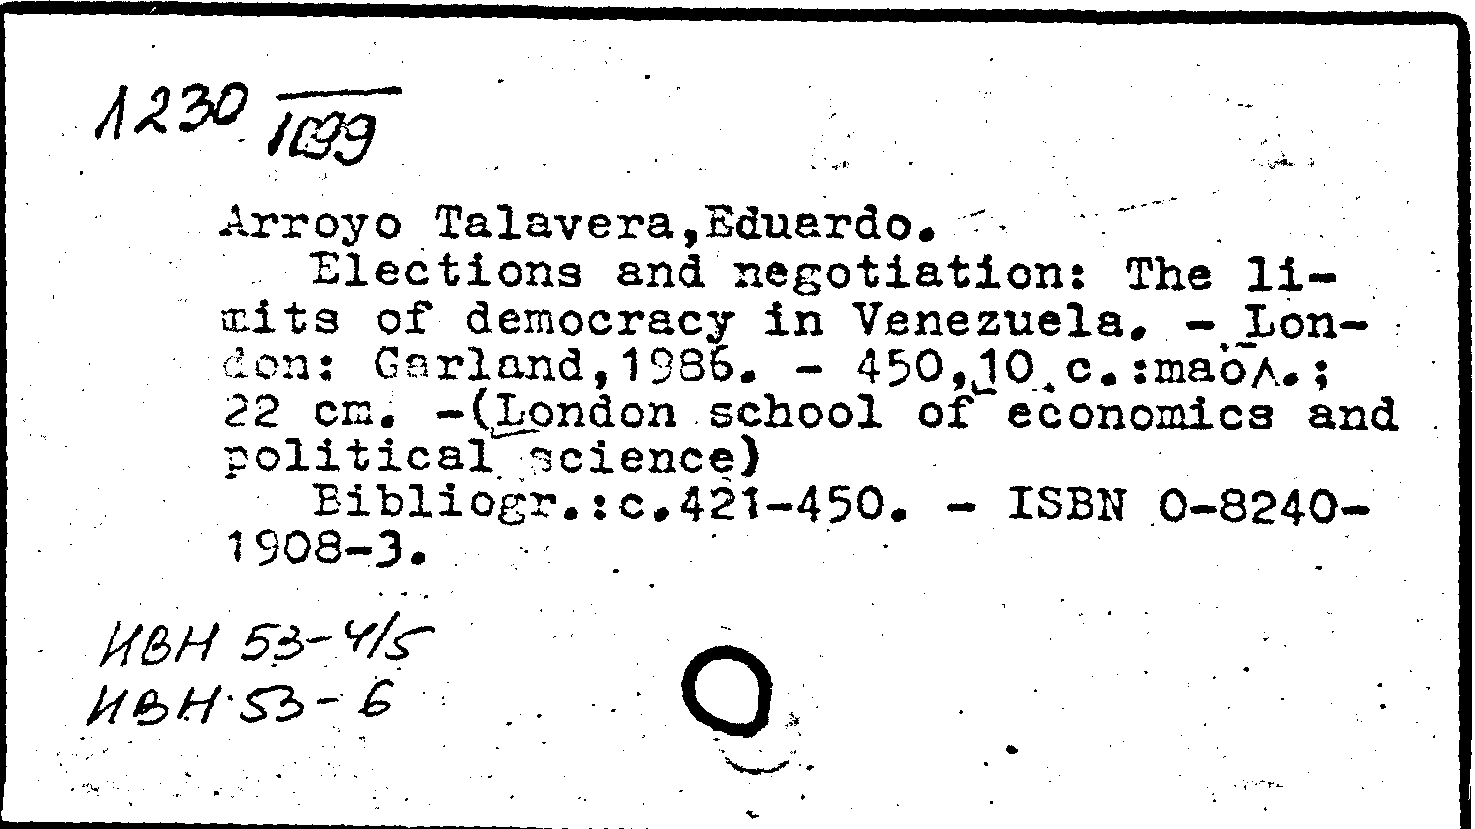 1230
1099
Arroyo Talavera,Eduardo.
Elections and negotiation: The li-
mits of democracy in Venezuela. - Lon-
don: Garland,1986. - 450,10 c.:табл.;
22 cm. -(London school of economics and
political science)
Bibliogr.:c.421-450. - ISBN 0-8240-
1908-3.
ИВН 53-4/5
ИВН 53-6